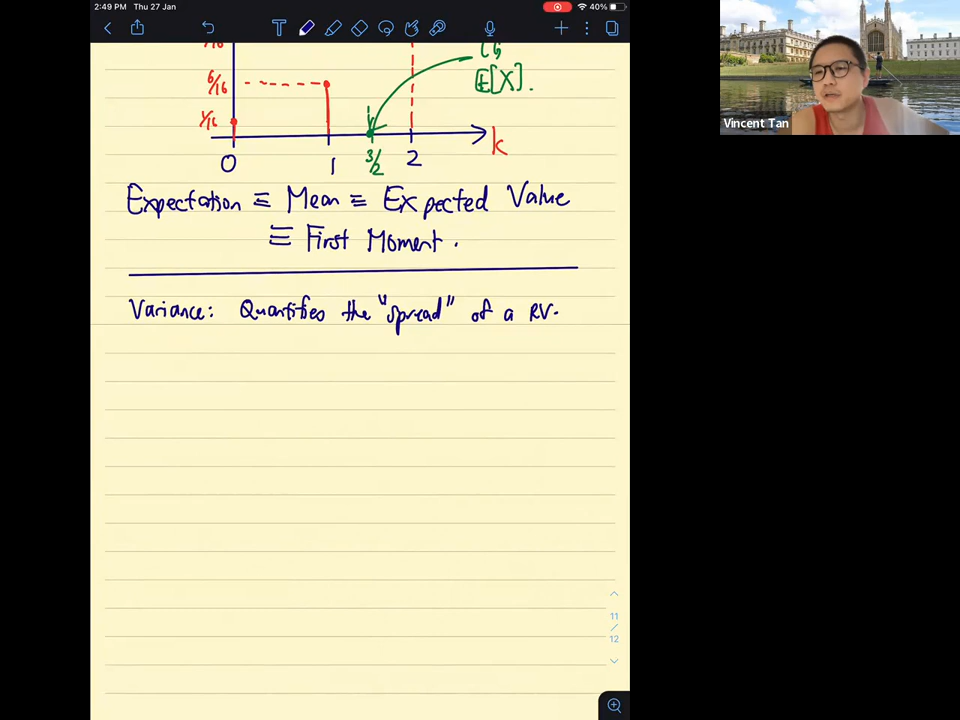 2:49 PM Thu 27 Jan
40%
Vincent Tan
6/16
E[X].
1/16
0 1 3/2 2 k
Expectation ≡ Mean ≡ Expected Value
≡ First Moment.
Variance: Quantifies the "spread" of a RV.
11
/
12